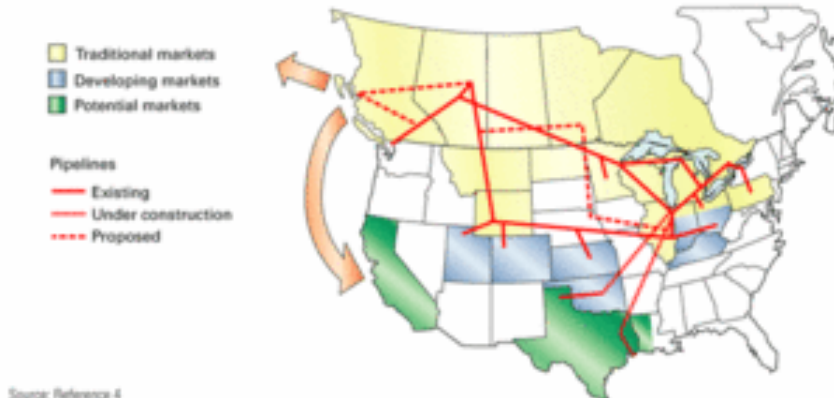 Traditional markets
Developing markets
Potential markets
Pipelines
Existing
Under construction
Proposed
Source: Reference 4